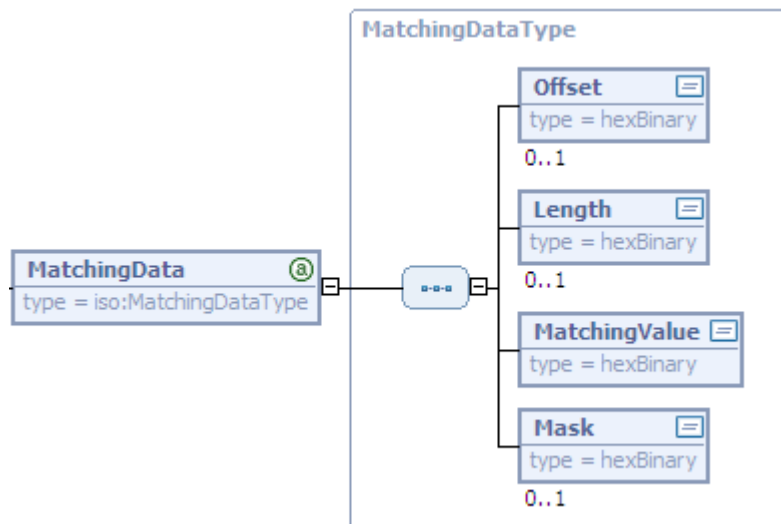 MatchingDataType
Offset
type = hexBinary
0..1
Length
type = hexBinary
0..1
MatchingData
type = iso:MatchingDataType
MatchingValue
type = hexBinary
Mask
type = hexBinary
0..1